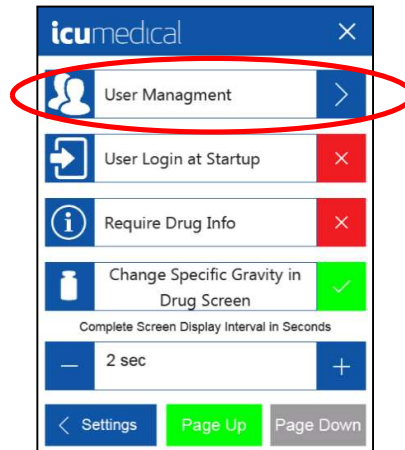 icumedical
User Managment
User Login at Startup
Require Drug Info
Change Specific Gravity in
Drug Screen
Complete Screen Display Interval in Seconds
2 sec
Settings Page Up Page Down